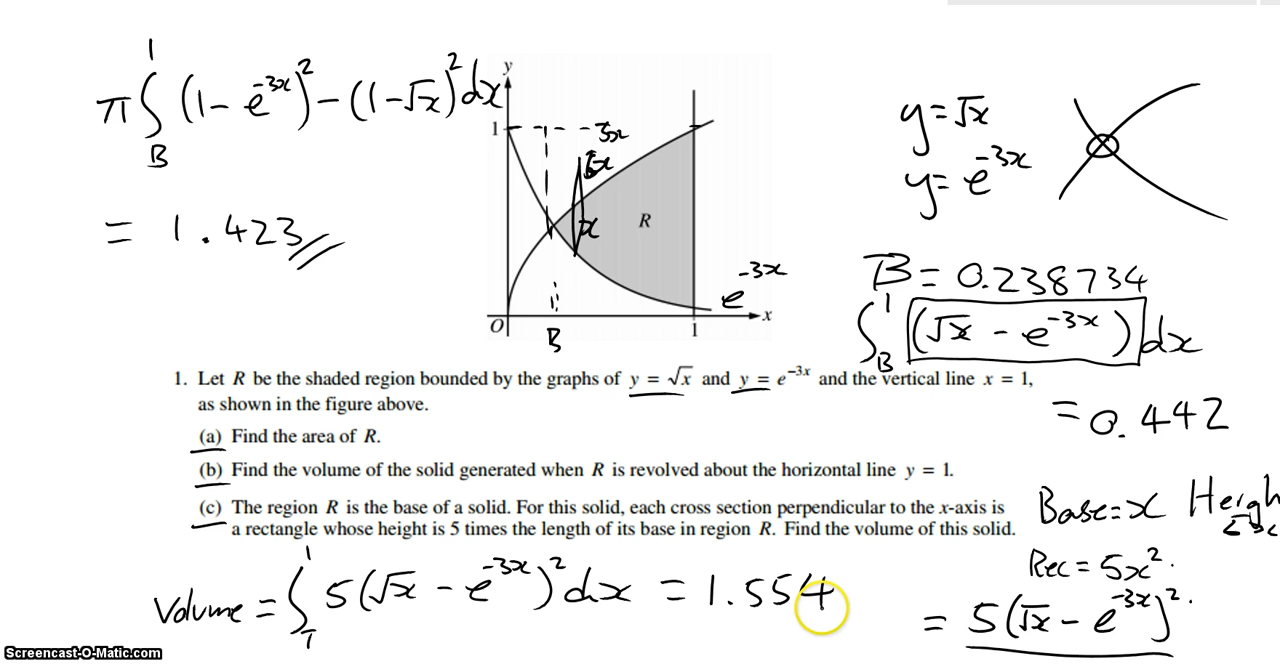 π∫_B^1 (1-e^{-3x})^2-(1-√x)^2dx
= 1.423
y
1
-3x
√x
x
R
e^{-3x}
O
B
1
x
y=√x
y=e^{-3x}
B=0.238734
∫_B^1 (√x - e^{-3x})dx
=0.442
1. Let R be the shaded region bounded by the graphs of y = √x and y = e^{-3x} and the vertical line x = 1,
as shown in the figure above.
(a) Find the area of R.
(b) Find the volume of the solid generated when R is revolved about the horizontal line y = 1.
(c) The region R is the base of a solid. For this solid, each cross section perpendicular to the x-axis is
a rectangle whose height is 5 times the length of its base in region R. Find the volume of this solid.
Base=x Heigh
Rec = 5x^2.
= 5(√x - e^{-3x})^2.
Volume = ∫^1 5(√x - e^{-3x})^2dx = 1.554
Screencast-O-Matic.com